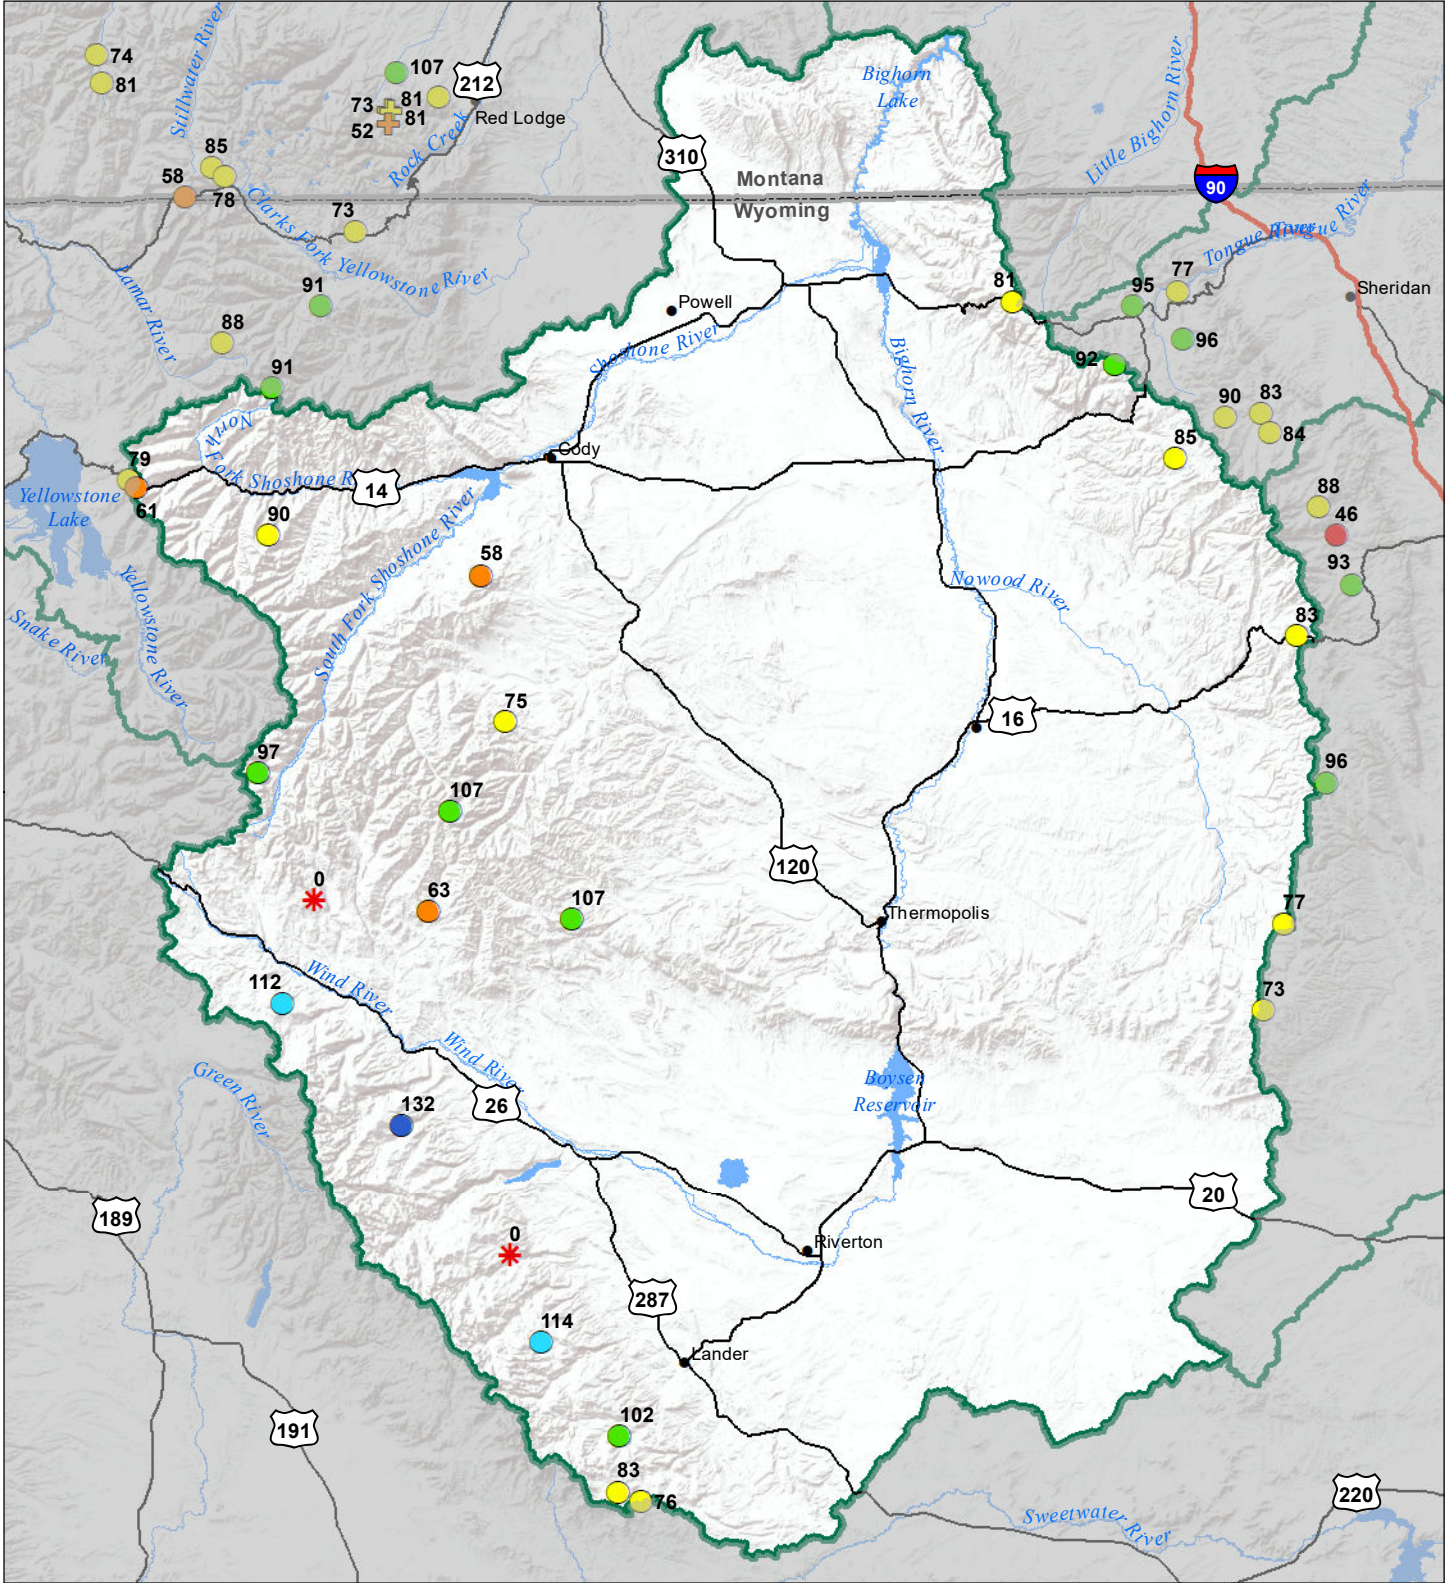 74
Stillwater River
107
212
Bighorn
Lake
Little Bighorn River
81
73
81
Red Lodge
52
81
Rock Creek
310
85
58
78
Montana
Wyoming
90
Clarks Fork Yellowstone River
73
Tongue River
Tongue River
Lamar River
91
81
95
77
Sheridan
Powell
88
Shoshone River
Bighorn River
96
91
92
North
Fork Shoshone R
90
83
84
85
Cody
79
14
61
Yellowstone
Lake
88
46
90
South Fork Shoshone River
58
93
Nowood River
Yellowstone River
Snake River
83
75
16
97
96
107
120
0
63
107
Thermopolis
77
112
Wind River
73
Wind River
Green River
Boysen
Reservoir
26
132
189
20
0
Riverton
287
114
Lander
102
191
83
76
220
Sweetwater River